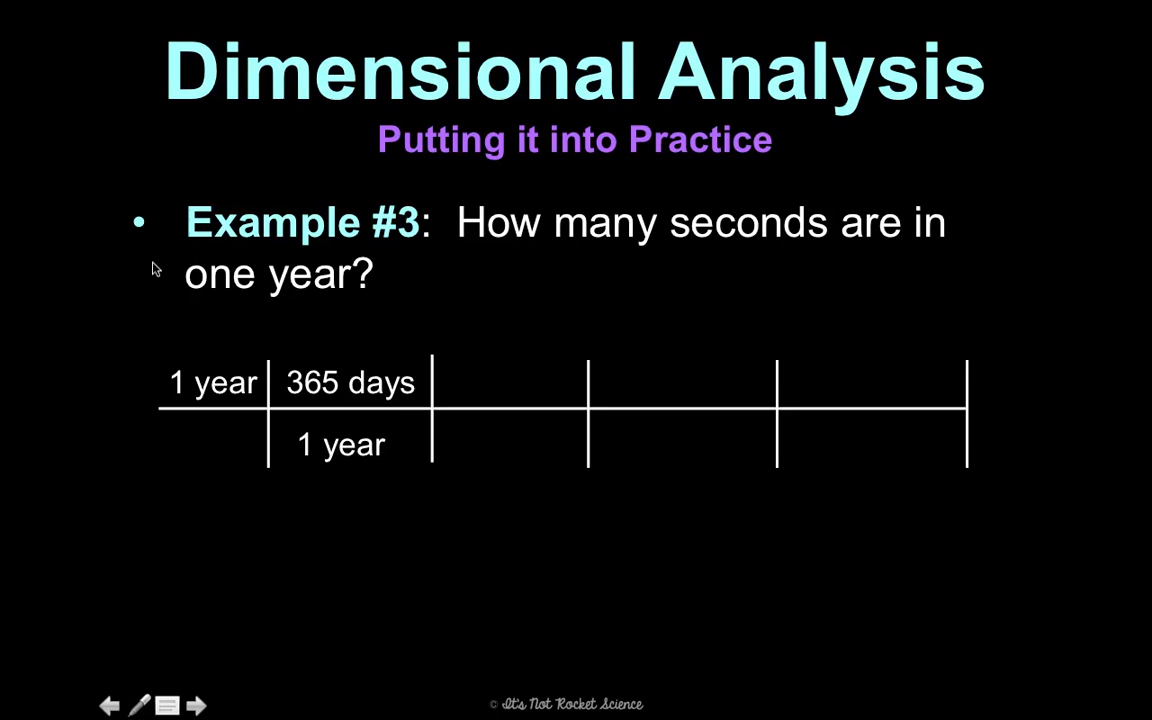 Dimensional Analysis
Putting it into Practice
• Example #3: How many seconds are in
one year?
1 year 365 days
1 year
© It's Not Rocket Science